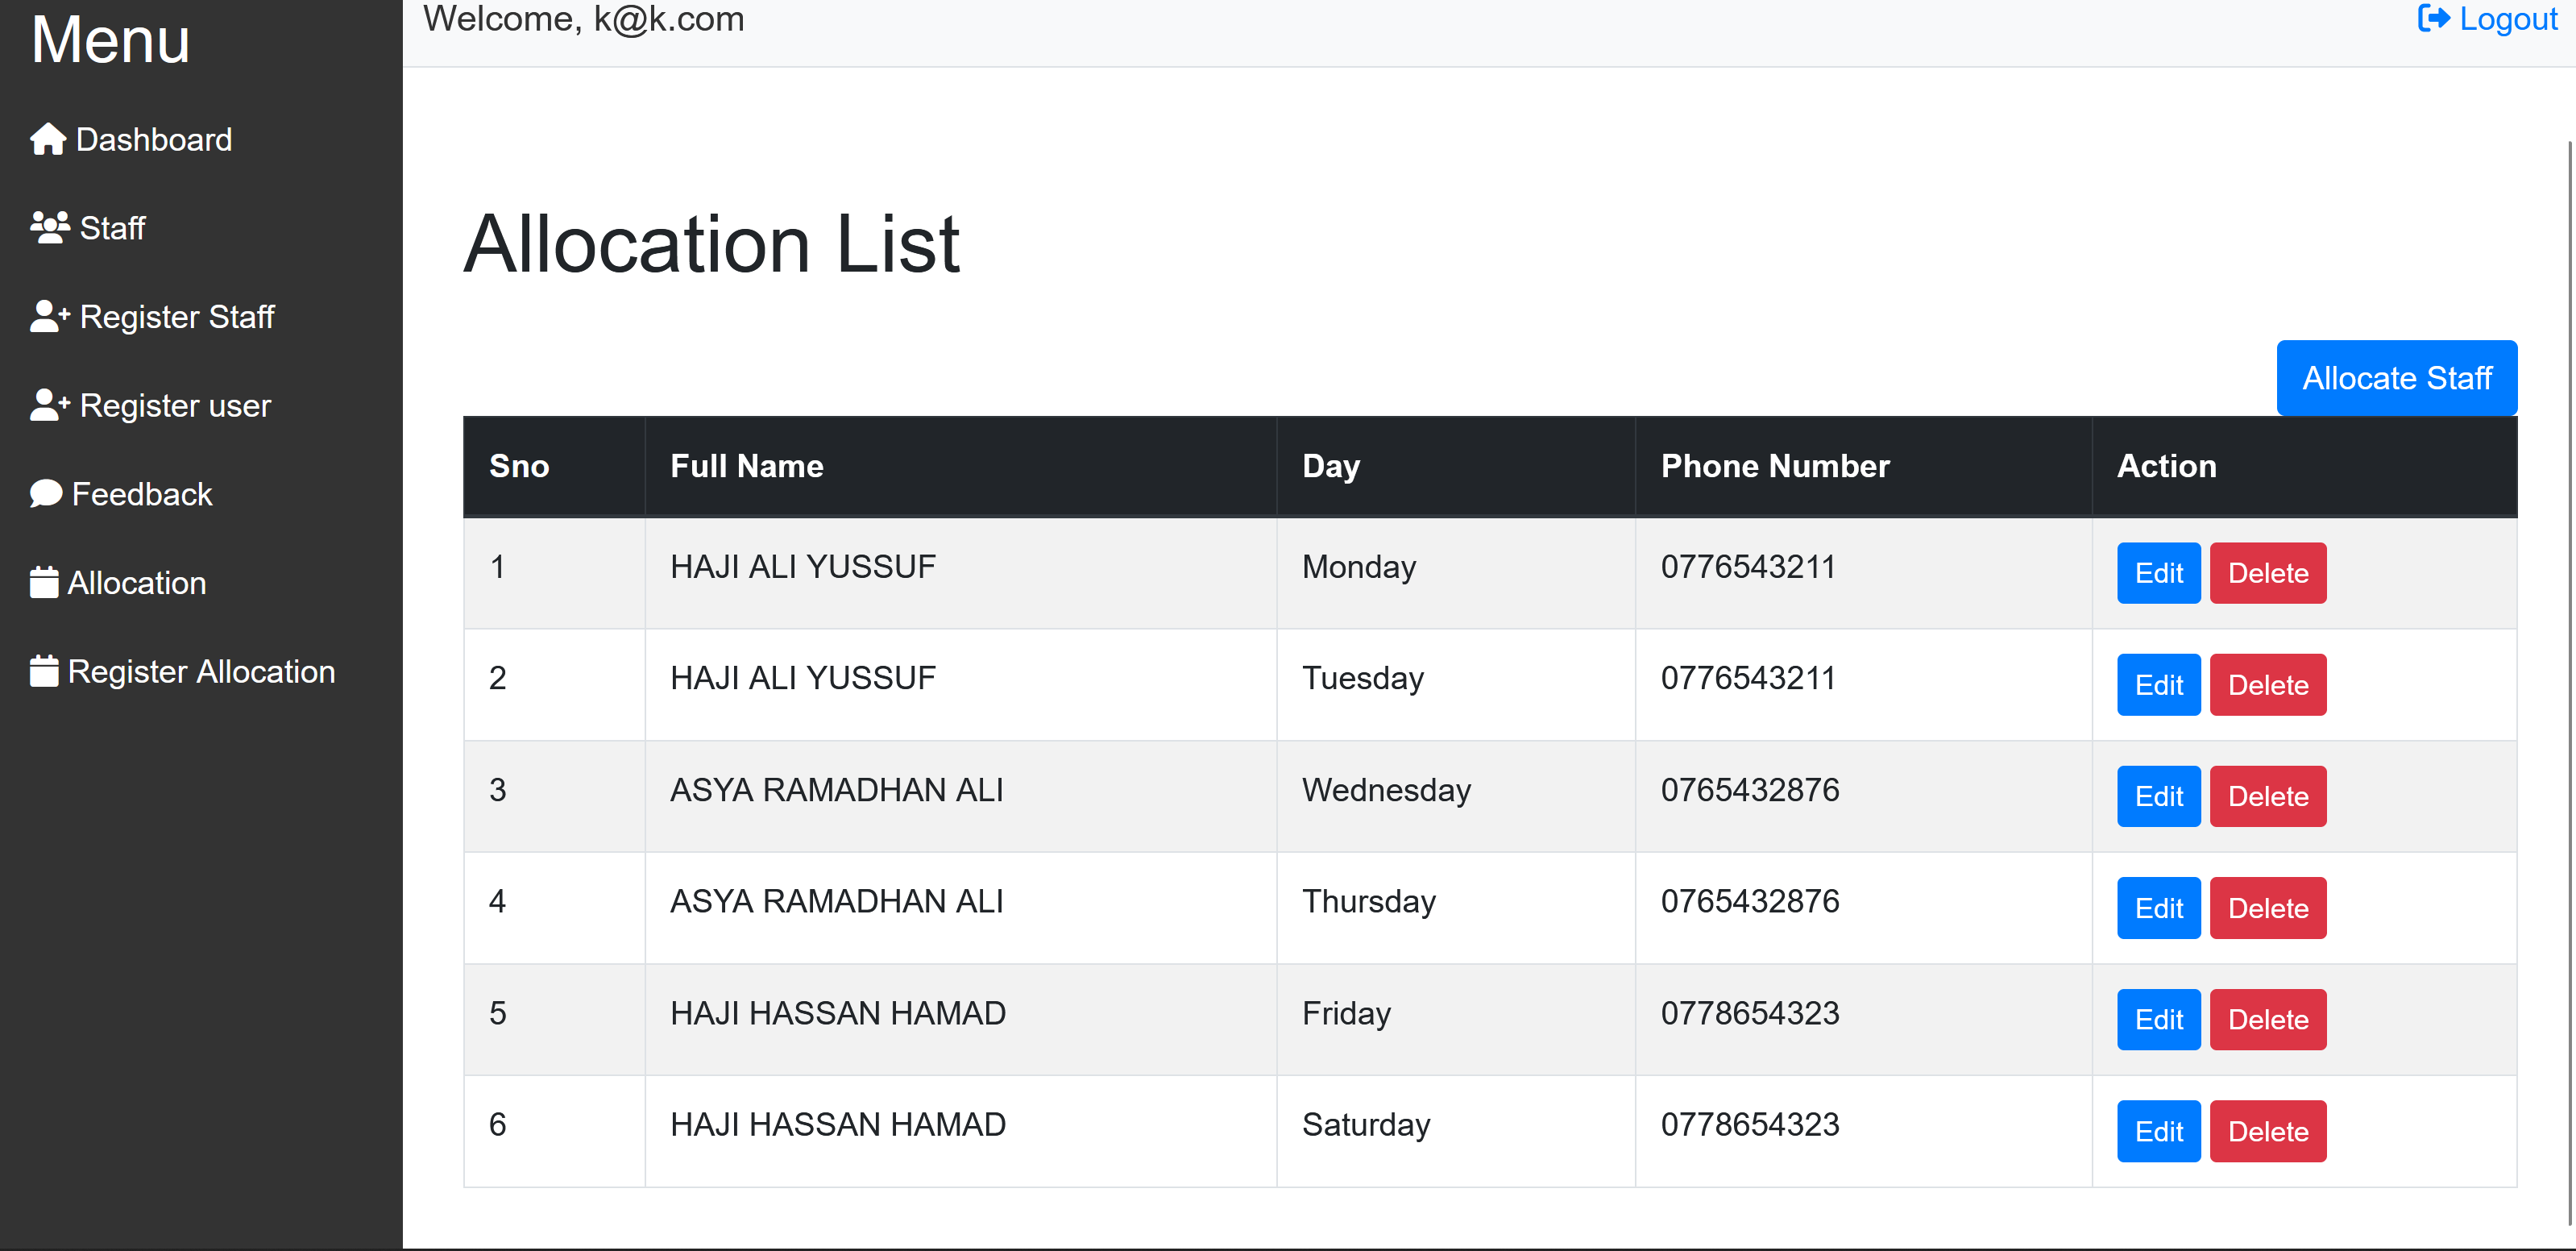 Menu
Dashboard
Staff
Register Staff
Register user
Feedback
Allocation
Register Allocation
Welcome, k@k.com
Logout
Allocation List
Allocate Staff
Sno Full Name Day Phone Number Action
1 HAJI ALI YUSSUF Monday 0776543211 Edit Delete
2 HAJI ALI YUSSUF Tuesday 0776543211 Edit Delete
3 ASYA RAMADHAN ALI Wednesday 0765432876 Edit Delete
4 ASYA RAMADHAN ALI Thursday 0765432876 Edit Delete
5 HAJI HASSAN HAMAD Friday 0778654323 Edit Delete
6 HAJI HASSAN HAMAD Saturday 0778654323 Edit Delete